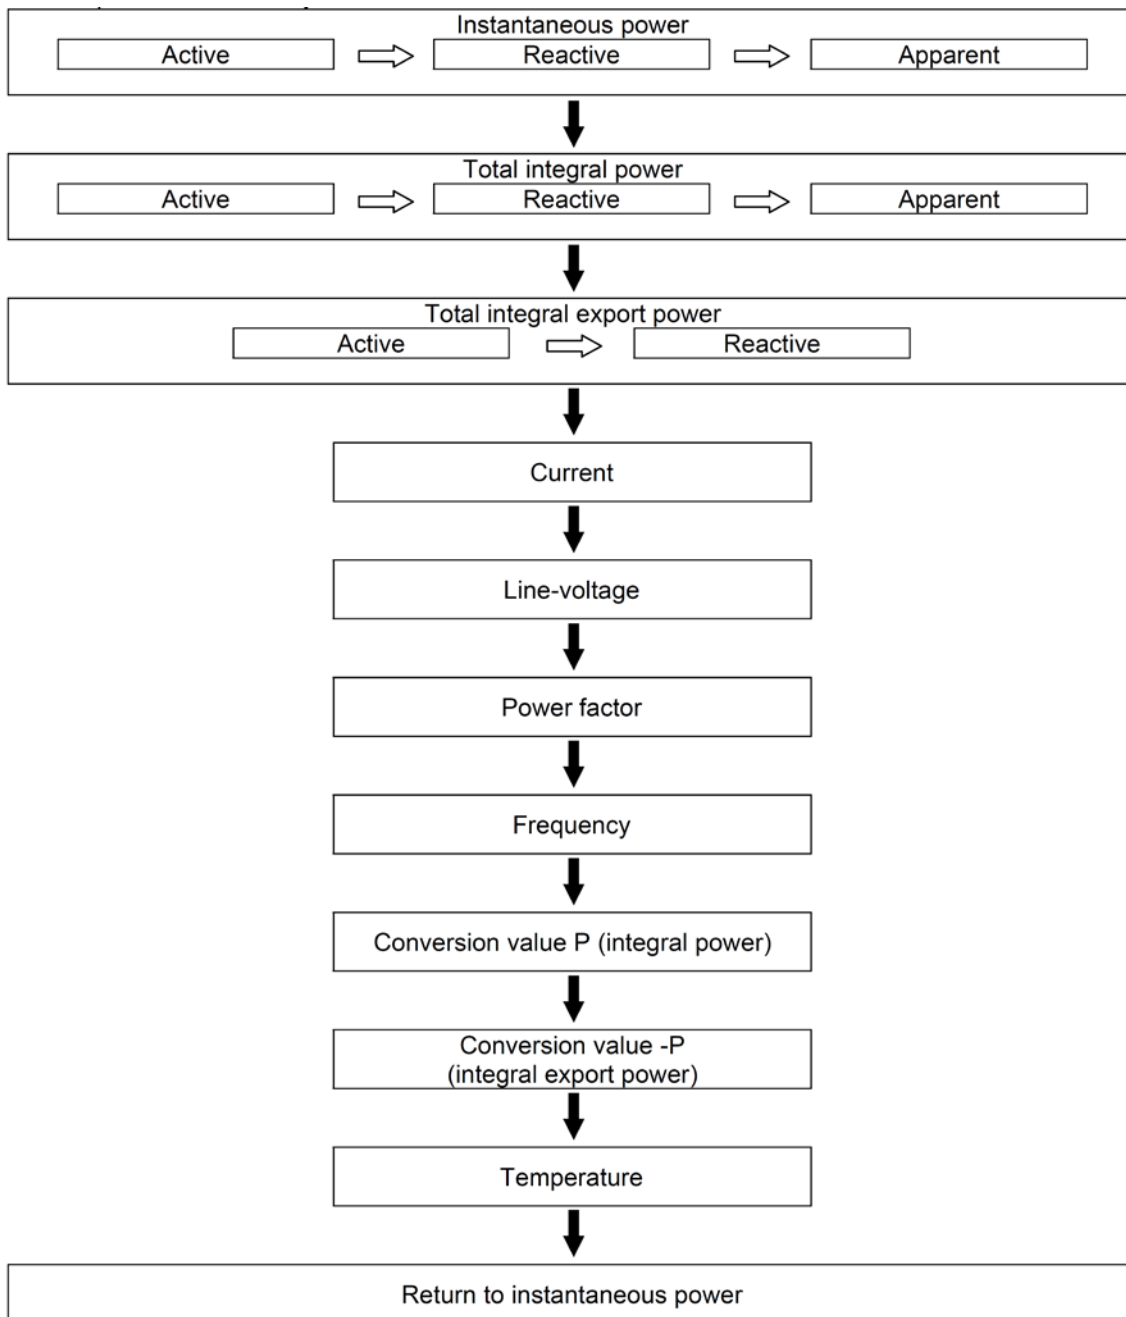 Instantaneous power
Active Reactive Apparent
Total integral power
Active Reactive Apparent
Total integral export power
Active Reactive
Current
Line-voltage
Power factor
Frequency
Conversion value P (integral power)
Conversion value -P
(integral export power)
Temperature
Return to instantaneous power